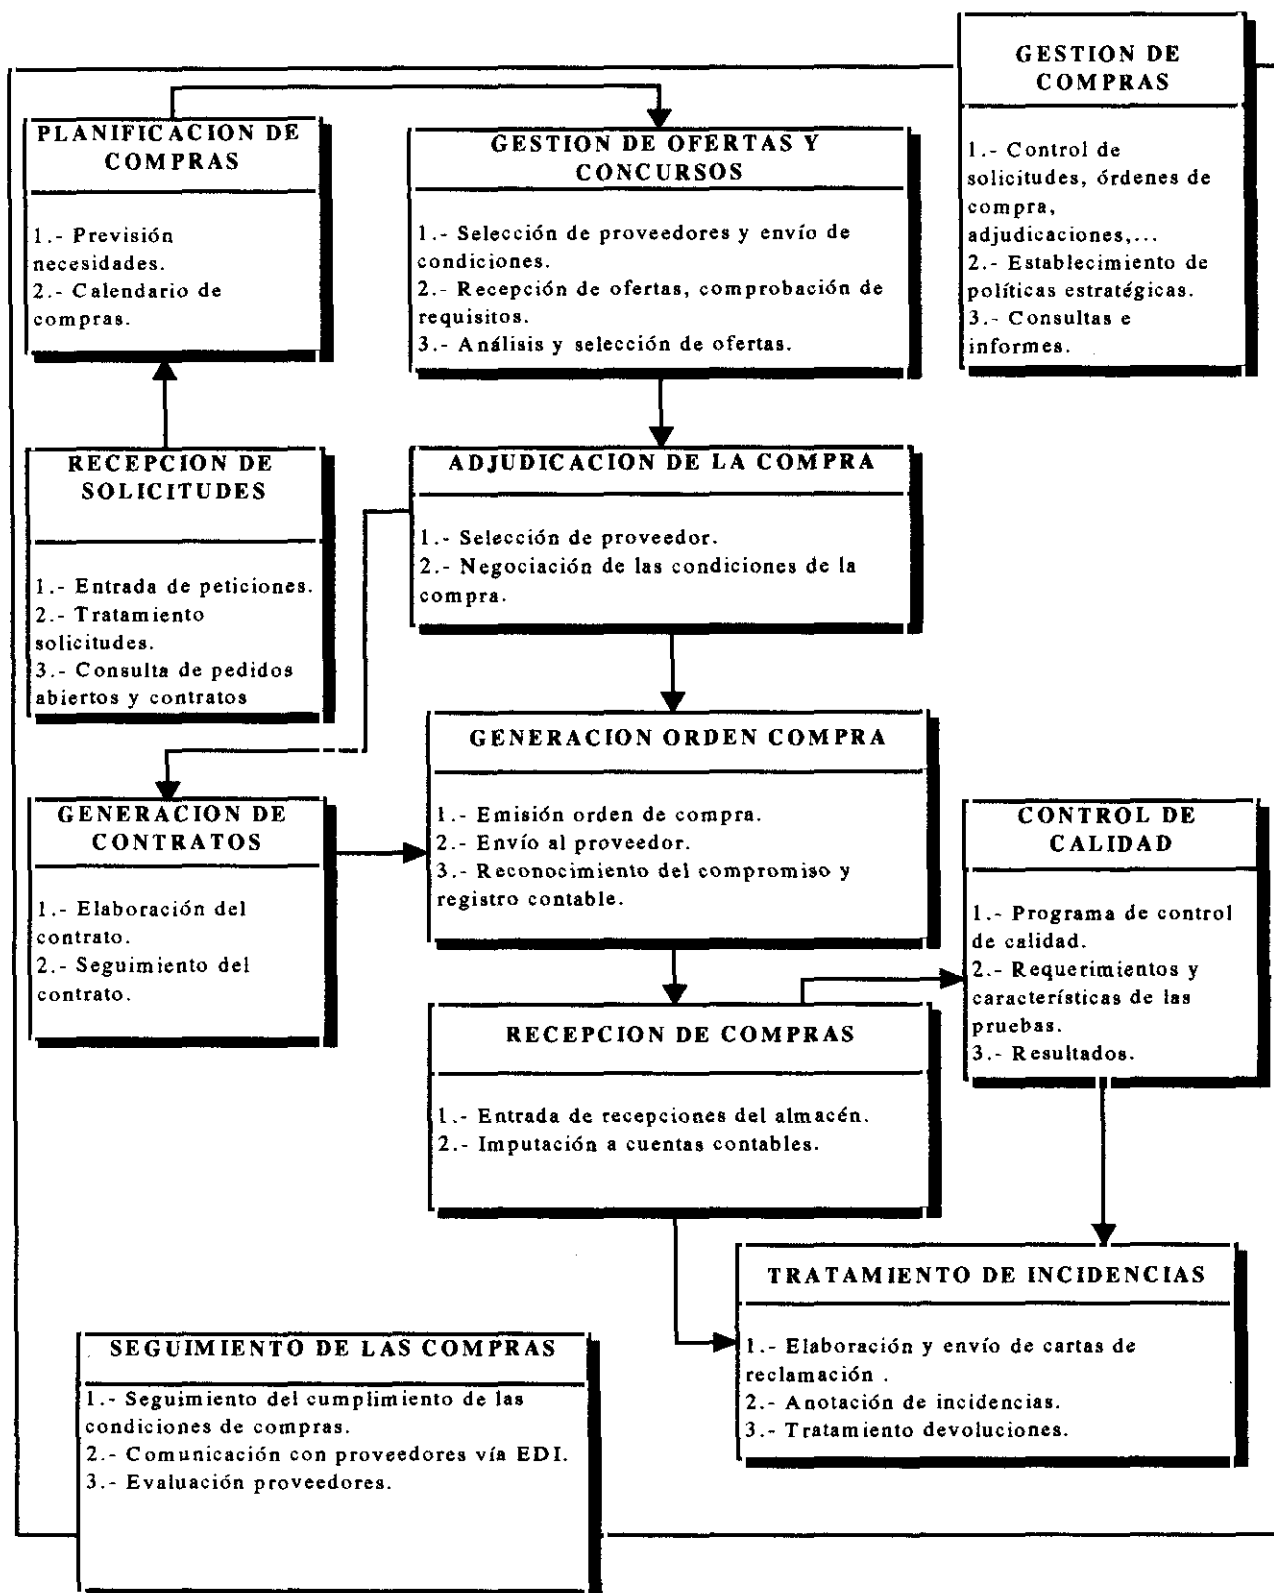 GESTION DE
COMPRAS
1.- Control de
solicitudes, órdenes de
compra,
adjudicaciones,...
2.- Establecimiento de
políticas estratégicas.
3.- Consultas e
informes.
PLANIFICACION DE
COMPRAS
1.- Previsión
necesidades.
2.- Calendario de
compras.
GESTION DE OFERTAS Y
CONCURSOS
1.- Selección de proveedores y envío de
condiciones.
2.- Recepción de ofertas, comprobación de
requisitos.
3.- Análisis y selección de ofertas.
RECEPCION DE
SOLICITUDES
1.- Entrada de peticiones.
2.- Tratamiento
solicitudes.
3.- Consulta de pedidos
abiertos y contratos
ADJUDICACION DE LA COMPRA
1.- Selección de proveedor.
2.- Negociación de las condiciones de la
compra.
GENERACION DE
CONTRATOS
1.- Elaboración del
contrato.
2.- Seguimiento del
contrato.
GENERACION ORDEN COMPRA
1.- Emisión orden de compra.
2.- Envío al proveedor.
3.- Reconocimiento del compromiso y
registro contable.
CONTROL DE
CALIDAD
1.- Programa de control
de calidad.
2.- Requerimientos y
características de las
pruebas.
3.- Resultados.
RECEPCION DE COMPRAS
1.- Entrada de recepciones del almacén.
2.- Imputación a cuentas contables.
TRATAMIENTO DE INCIDENCIAS
1.- Elaboración y envío de cartas de
reclamación .
2.- Anotación de incidencias.
3.- Tratamiento devoluciones.
SEGUIMIENTO DE LAS COMPRAS
1.- Seguimiento del cumplimiento de las
condiciones de compras.
2.- Comunicación con proveedores vía EDI.
3.- Evaluación proveedores.